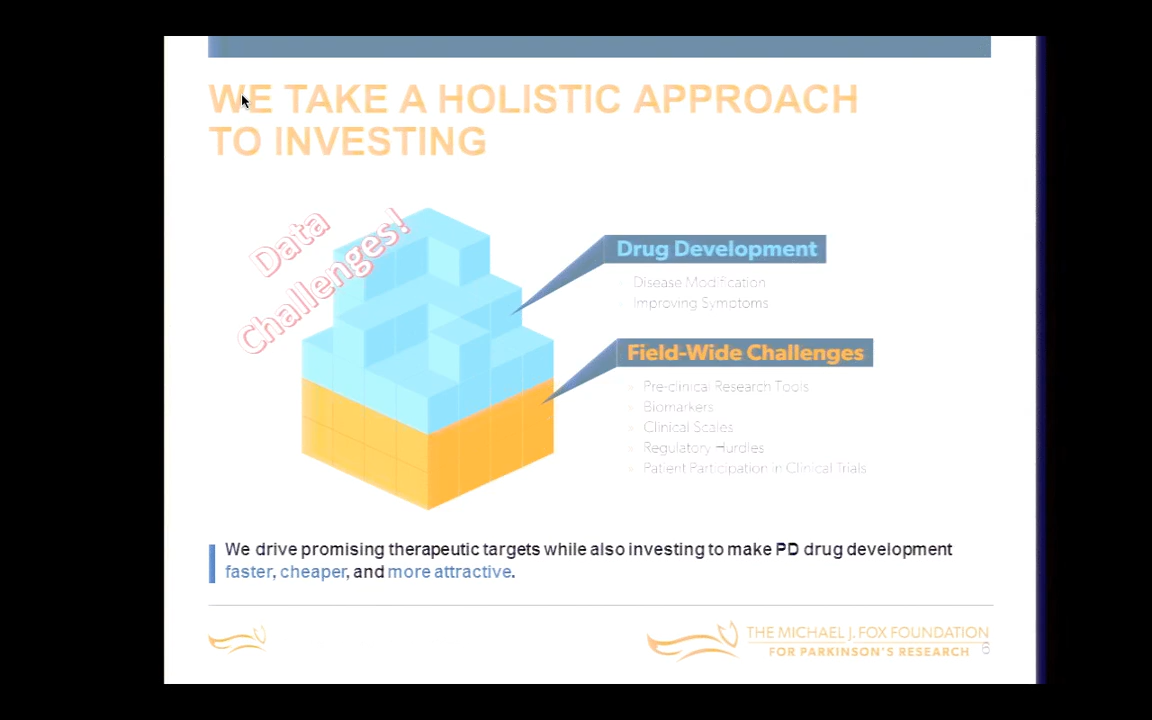 WE TAKE A HOLISTIC APPROACH
TO INVESTING
Data
Challenges!
Drug Development
Disease Modification
Improving Symptoms
Field-Wide Challenges
Pre-clinical Research Tools
Biomarkers
Clinical Scales
Regulatory Hurdles
Patient Participation in Clinical Trials
We drive promising therapeutic targets while also investing to make PD drug development
faster, cheaper, and more attractive.
THE MICHAEL J. FOX FOUNDATION
FOR PARKINSON'S RESEARCH
6